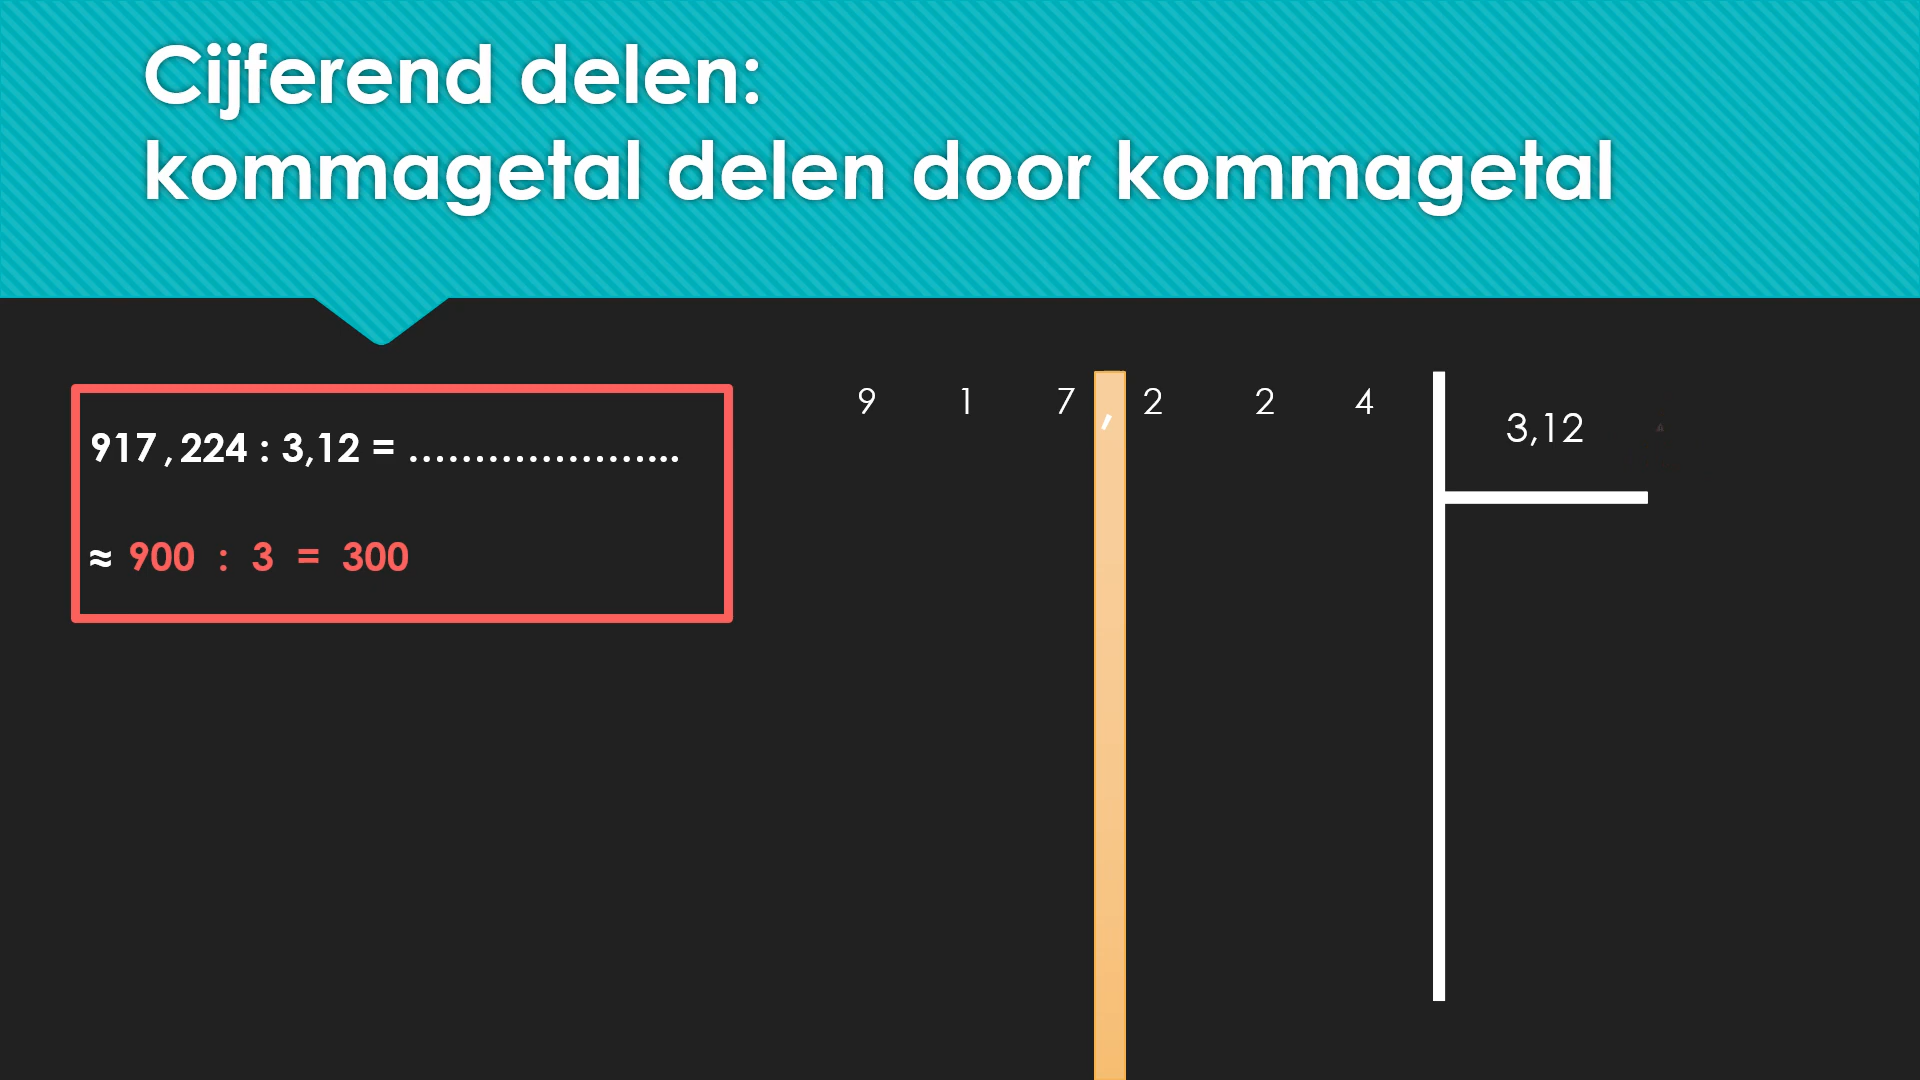 Cijferend delen:
kommagetal delen door kommagetal
917,224 : 3,12 = ......................
≈ 900 : 3 = 300
9 1 7 , 2 2 4
3,12